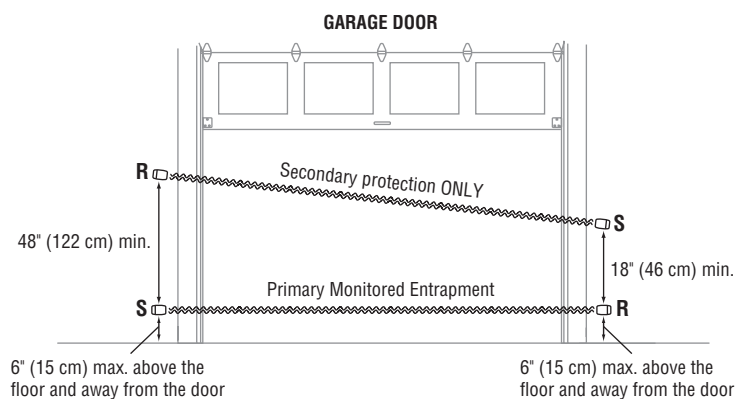 GARAGE DOOR
R
Secondary protection ONLY
S
48" (122 cm) min.
18" (46 cm) min.
Primary Monitored Entrapment
S
R
6" (15 cm) max. above the
floor and away from the door
6" (15 cm) max. above the
floor and away from the door